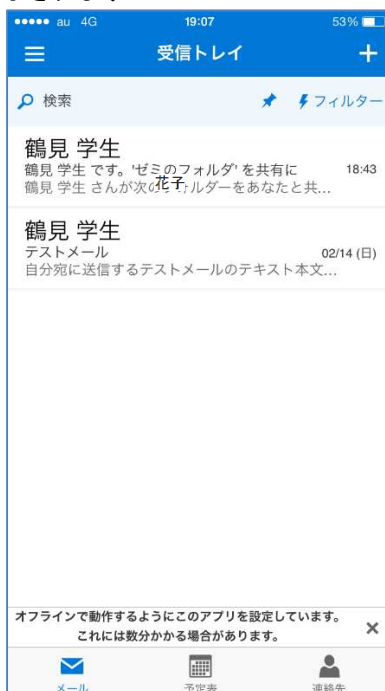 au 4G 19:07 53%
受信トレイ
検索 フィルター
鶴見 学生
鶴見 学生 です。'ゼミのフォルダ' を共有に 18:43
鶴見 学生 さんが次の
花子
ルダーをあなたと共...
鶴見 学生
テストメール 02/14 (日)
自分宛に送信するテストメールのテキスト本文...
オフラインで動作するようにこのアプリを設定しています。
これには数分かかる場合があります。
メール 予定表 連絡先